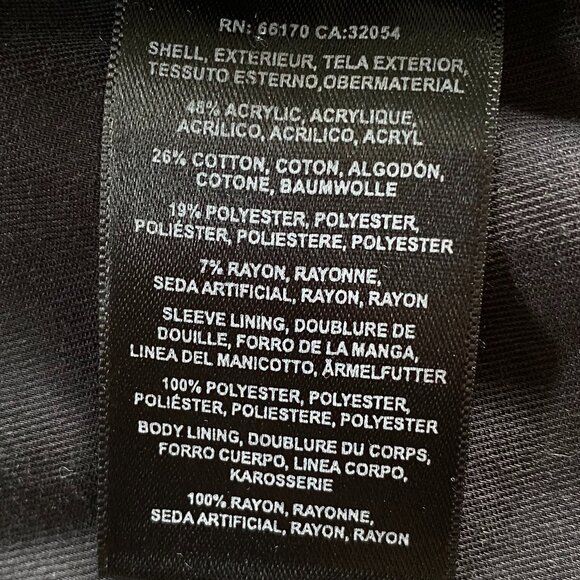 RN: 66170 CA:32054
SHELL, EXTERIEUR, TELA EXTERIOR,
TESSUTO ESTERNO,OBERMATERIAL
48% ACRYLIC, ACRYLIQUE,
ACRILICO, ACRILICO, ACRYL
26% COTTON, COTON, ALGODÓN,
COTONE, BAUMWOLLE
19% POLYESTER, POLYESTER,
POLIÉSTER, POLIESTERE, POLYESTER
7% RAYON, RAYONNE,
SEDA ARTIFICIAL, RAYON, RAYON
SLEEVE LINING, DOUBLURE DE
DOUILLE, FORRO DE LA MANGA,
LINEA DEL MANICOTTO, ÄRMELFUTTER
100% POLYESTER, POLYESTER,
POLIÉSTER, POLIESTERE, POLYESTER
BODY LINING, DOUBLURE DU CORPS,
FORRO CUERPO, LINEA CORPO,
KAROSSERIE
100% RAYON, RAYONNE,
SEDA ARTIFICIAL, RAYON, RAYON